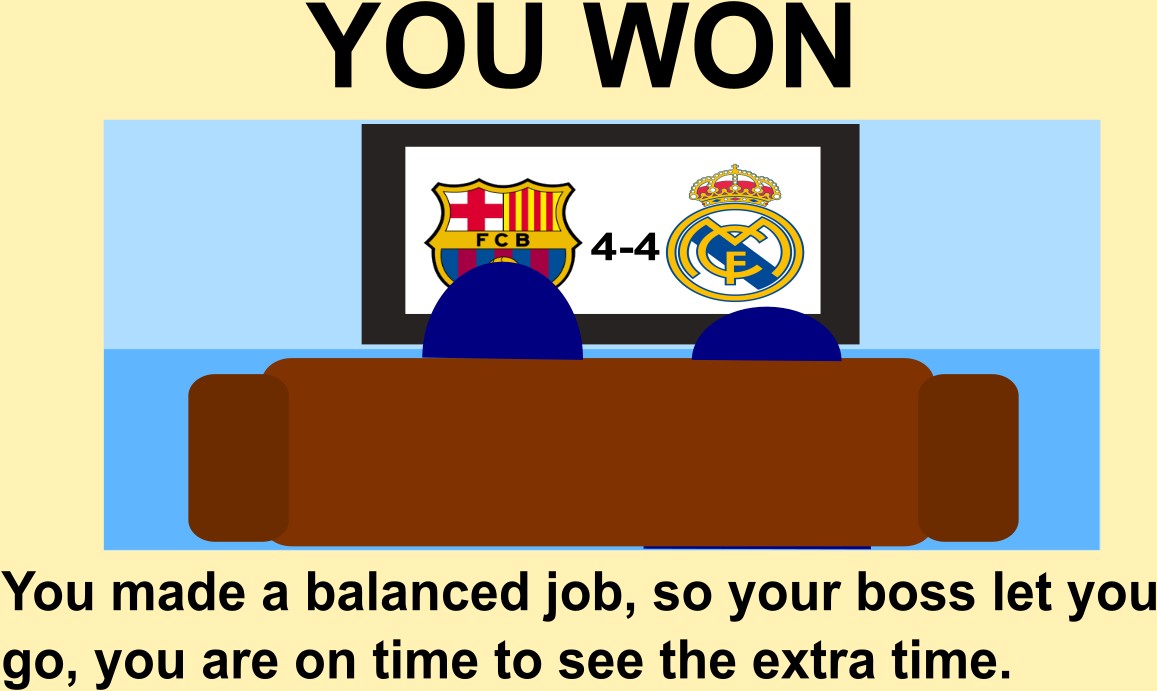 YOU WON
FCB
4-4
You made a balanced job, so your boss let you
go, you are on time to see the extra time.